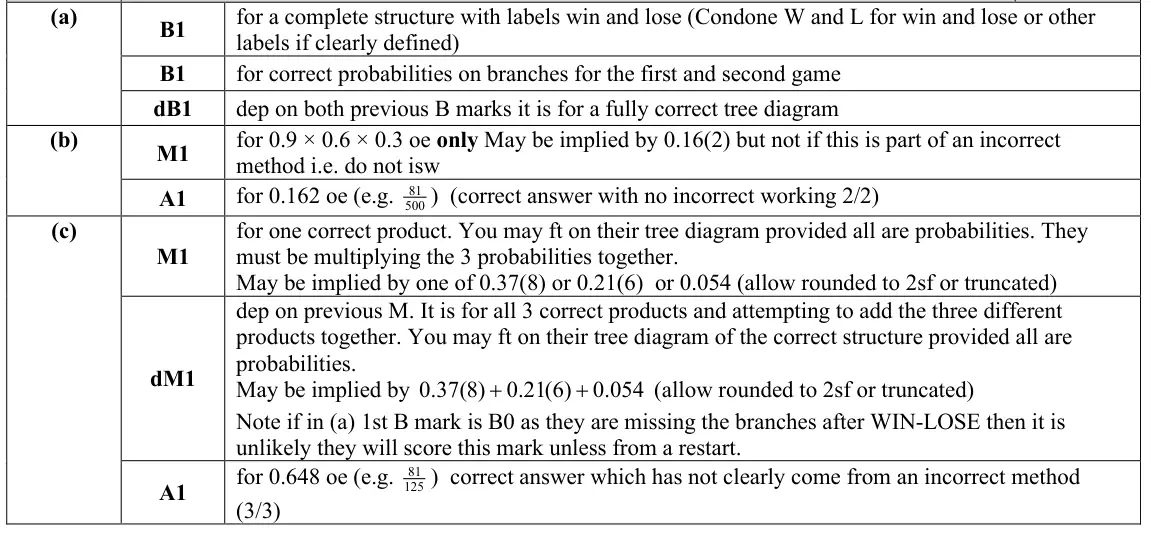 (a) B1 for a complete structure with labels win and lose (Condone W and L for win and lose or other
labels if clearly defined)
B1 for correct probabilities on branches for the first and second game
dB1 dep on both previous B marks it is for a fully correct tree diagram
(b) M1 for 0.9 × 0.6 × 0.3 oe only May be implied by 0.16(2) but not if this is part of an incorrect
method i.e. do not isw
A1 for 0.162 oe (e.g. 81/500 ) (correct answer with no incorrect working 2/2)
(c) M1 for one correct product. You may ft on their tree diagram provided all are probabilities. They
must be multiplying the 3 probabilities together.
May be implied by one of 0.37(8) or 0.21(6) or 0.054 (allow rounded to 2sf or truncated)
dM1 dep on previous M. It is for all 3 correct products and attempting to add the three different
products together. You may ft on their tree diagram of the correct structure provided all are
probabilities.
May be implied by 0.37(8) + 0.21(6) + 0.054 (allow rounded to 2sf or truncated)
Note if in (a) 1st B mark is B0 as they are missing the branches after WIN-LOSE then it is
unlikely they will score this mark unless from a restart.
A1 for 0.648 oe (e.g. 81/125 ) correct answer which has not clearly come from an incorrect method
(3/3)